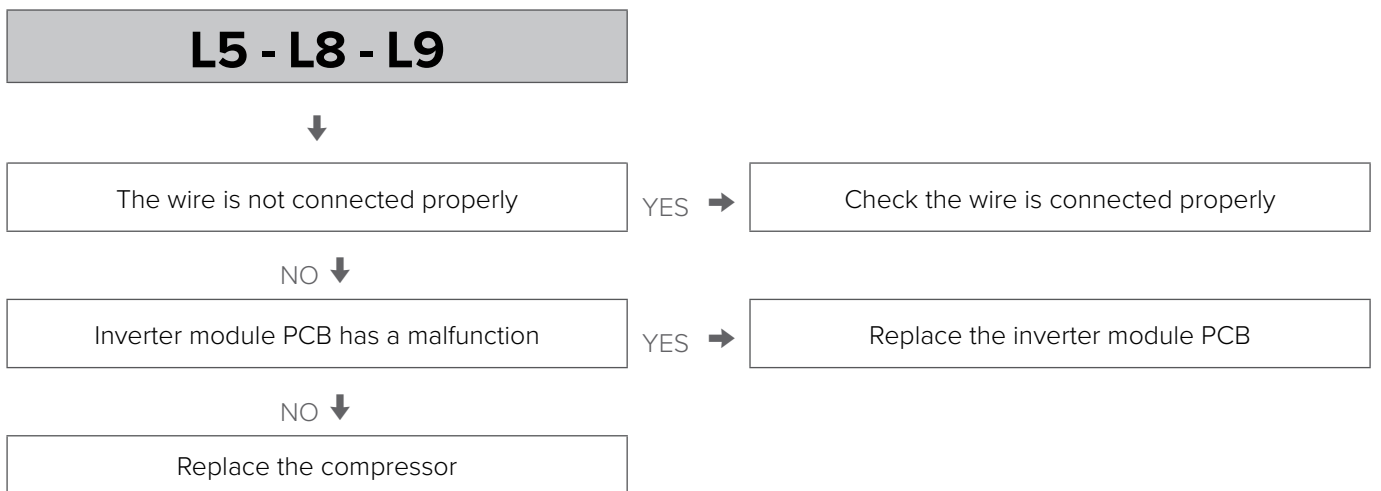 L5 - L8 - L9
The wire is not connected properly
YES
Check the wire is connected properly
NO
Inverter module PCB has a malfunction
YES
Replace the inverter module PCB
NO
Replace the compressor